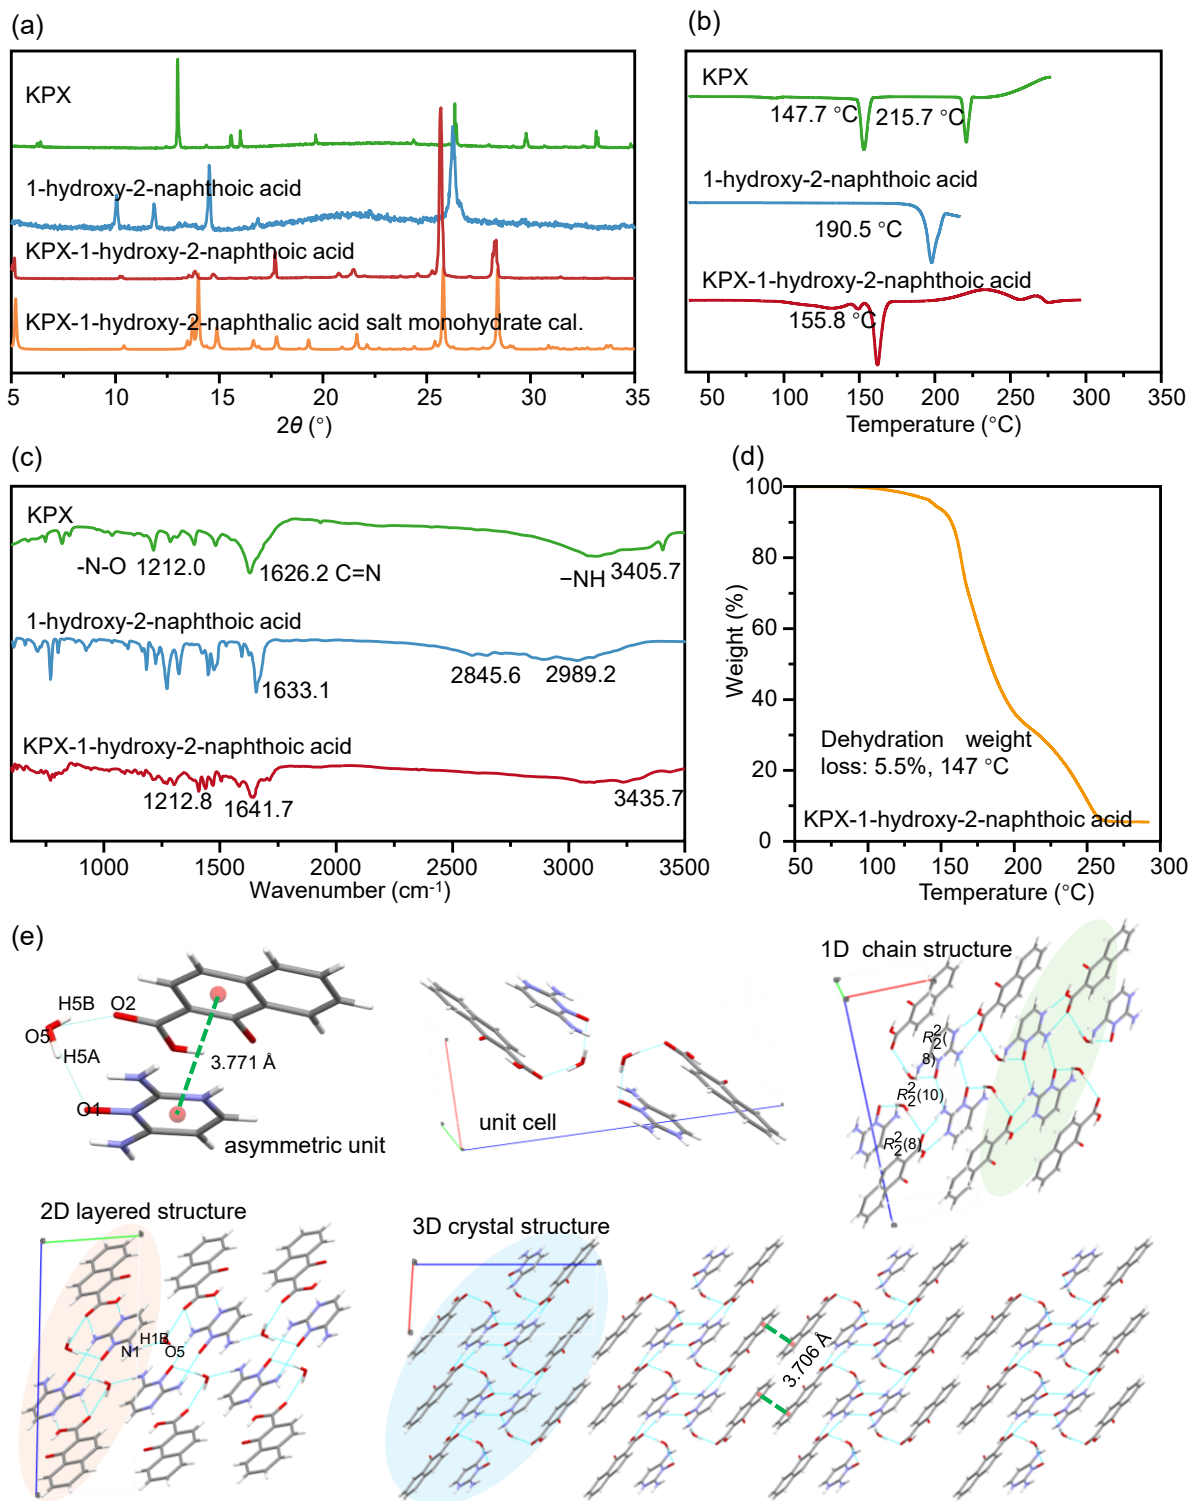 (a)
KPX
1-hydroxy-2-naphthoic acid
KPX-1-hydroxy-2-naphthoic acid
KPX-1-hydroxy-2-naphthalic acid salt monohydrate cal.
5 10 15 20 25 30 35
2θ (°)
(b)
KPX
147.7 °C 215.7 °C
1-hydroxy-2-naphthoic acid
190.5 °C
KPX-1-hydroxy-2-naphthoic acid
155.8 °C
50 100 150 200 250 300 350
Temperature (°C)
(c)
KPX
-N-O 1212.0 1626.2 C=N −NH 3405.7
1-hydroxy-2-naphthoic acid
1633.1 2845.6 2989.2
KPX-1-hydroxy-2-naphthoic acid
1212.8 1641.7 3435.7
1000 1500 2000 2500 3000 3500
Wavenumber (cm⁻¹)
(d)
100
80
60
40
20
0
Weight (%)
Dehydration weight
loss: 5.5%, 147 °C
KPX-1-hydroxy-2-naphthoic acid
50 100 150 200 250 300
Temperature (°C)
(e)
H5B O2
O5
H5A
3.771 Å
O1
asymmetric unit
unit cell
1D chain structure
R²₂(
8)
R²₂(10)
R²₂(8)
2D layered structure
H1B
N1 O5
3D crystal structure
3.706 Å